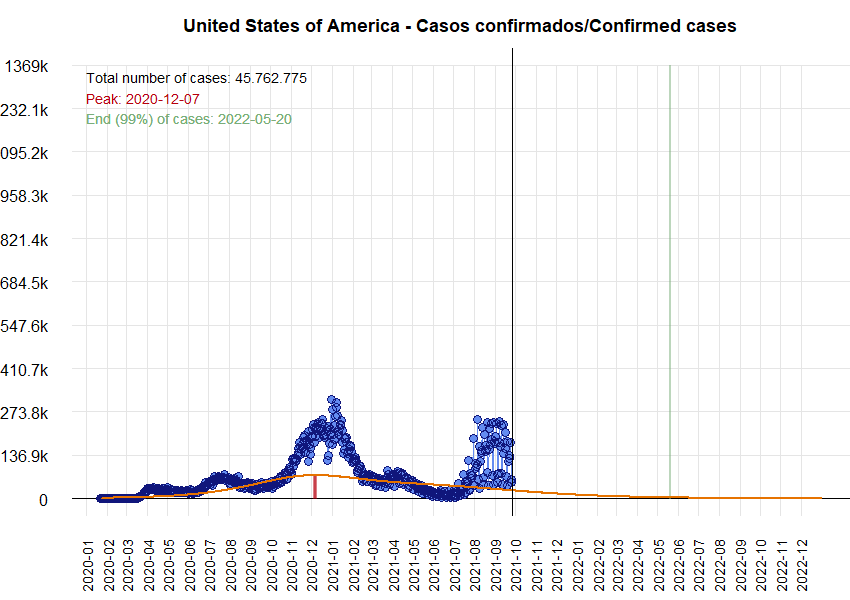 United States of America - Casos confirmados/Confirmed cases
1369k
232.1k
095.2k
958.3k
821.4k
684.5k
547.6k
410.7k
273.8k
136.9k
0
Total number of cases: 45.762.775
Peak: 2020-12-07
End (99%) of cases: 2022-05-20
2020-01
2020-02
2020-03
2020-04
2020-05
2020-06
2020-07
2020-08
2020-09
2020-10
2020-11
2020-12
2021-01
2021-02
2021-03
2021-04
2021-05
2021-06
2021-07
2021-08
2021-09
2021-10
2021-11
2021-12
2022-01
2022-02
2022-03
2022-04
2022-05
2022-06
2022-07
2022-08
2022-09
2022-10
2022-11
2022-12